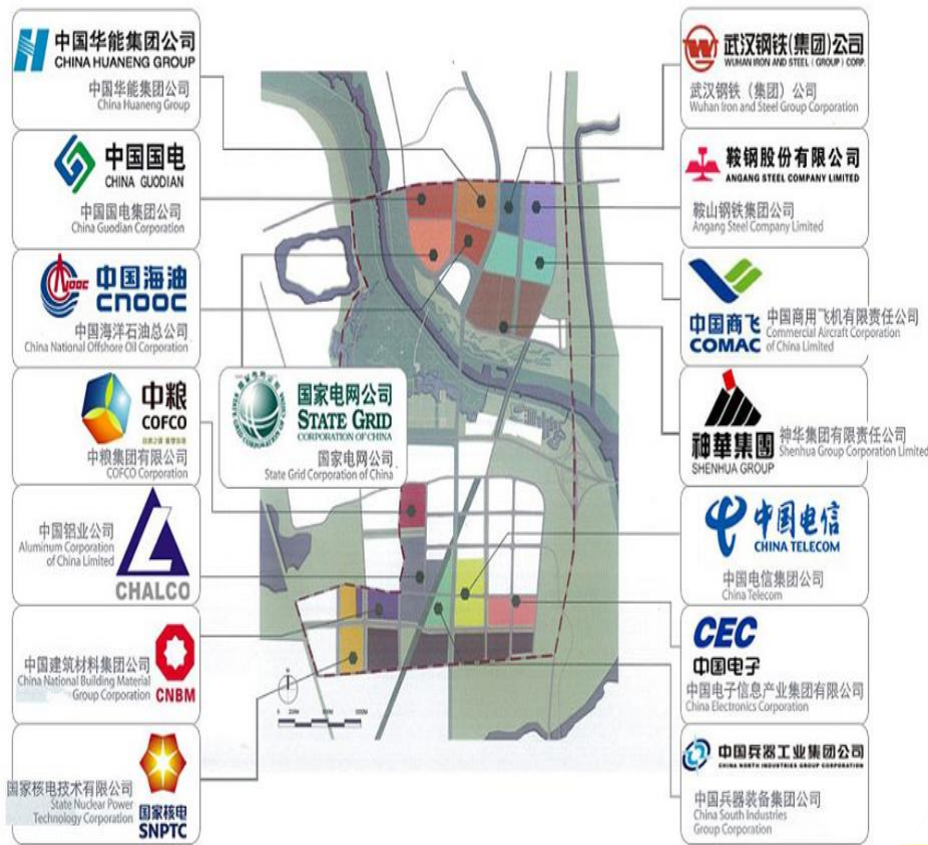 中国华能集团公司
CHINA HUANENG GROUP
中国华能集团公司
China Huaneng Group
中国国电
CHINA GUODIAN
中国国电集团公司
China Guodian Corporation
中国海油
CNOOC
中国海洋石油总公司
China National Offshore Oil Corporation
中粮
COFCO
中粮集团有限公司
COFCO Corporation
中国铝业公司
Aluminum Corporation
of China Limited
CHALCO
中国建筑材料集团公司
China National Building Material
Group Corporation
CNBM
国家核电技术有限公司
State Nuclear Power
Technology Corporation
国家核电
SNPTC
国家电网公司
STATE GRID
CORPORATION OF CHINA
国家电网公司
State Grid Corporation of China
武汉钢铁(集团)公司
WUHAN IRON AND STEEL (GROUP) CORP.
武汉钢铁（集团）公司
Wuhan Iron and Steel Group Corporation
鞍钢股份有限公司
ANGANG STEEL COMPANY LIMITED
鞍山钢铁集团公司
Angang Steel Company Limited
中国商飞
COMAC
中国商用飞机有限责任公司
Commercial Aircraft Corporation
of China Limited
神華集團
SHENHUA GROUP
神华集团有限责任公司
Shenhua Group Corporation Limited
中国电信
CHINA TELECOM
中国电信集团公司
China Telecom
CEC
中国电子
中国电子信息产业集团有限公司
China Electronics Corporation
中国兵器工业集团公司
CHINA NORTH INDUSTRIES GROUP CORPORATION
中国兵器装备集团公司
China South Industries
Group Corporation